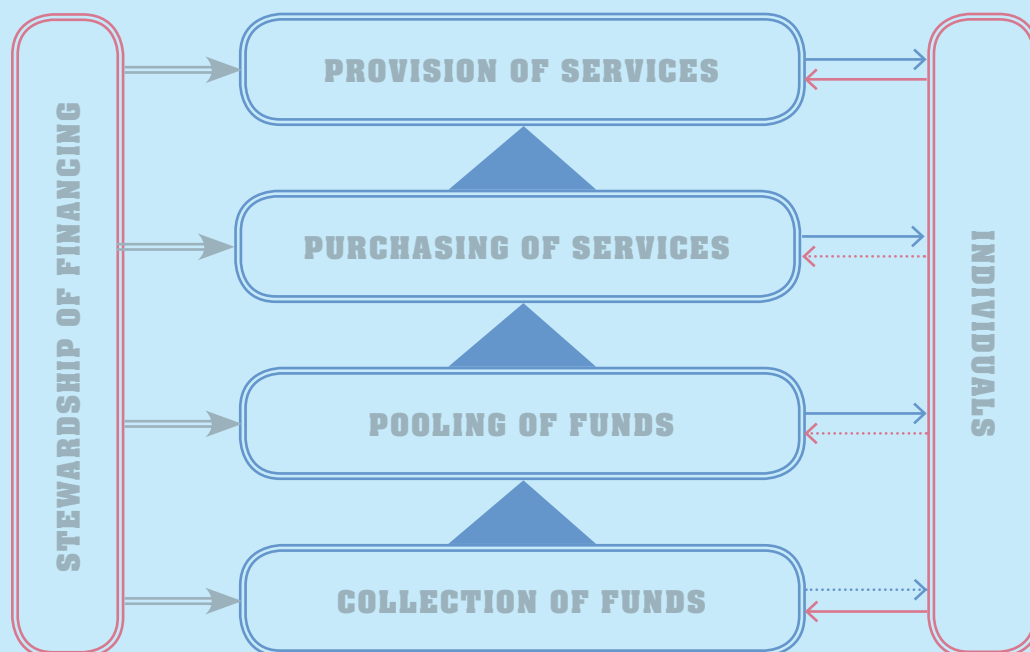 STEWARDSHIP OF FINANCING
PROVISION OF SERVICES
PURCHASING OF SERVICES
POOLING OF FUNDS
COLLECTION OF FUNDS
INDIVIDUALS